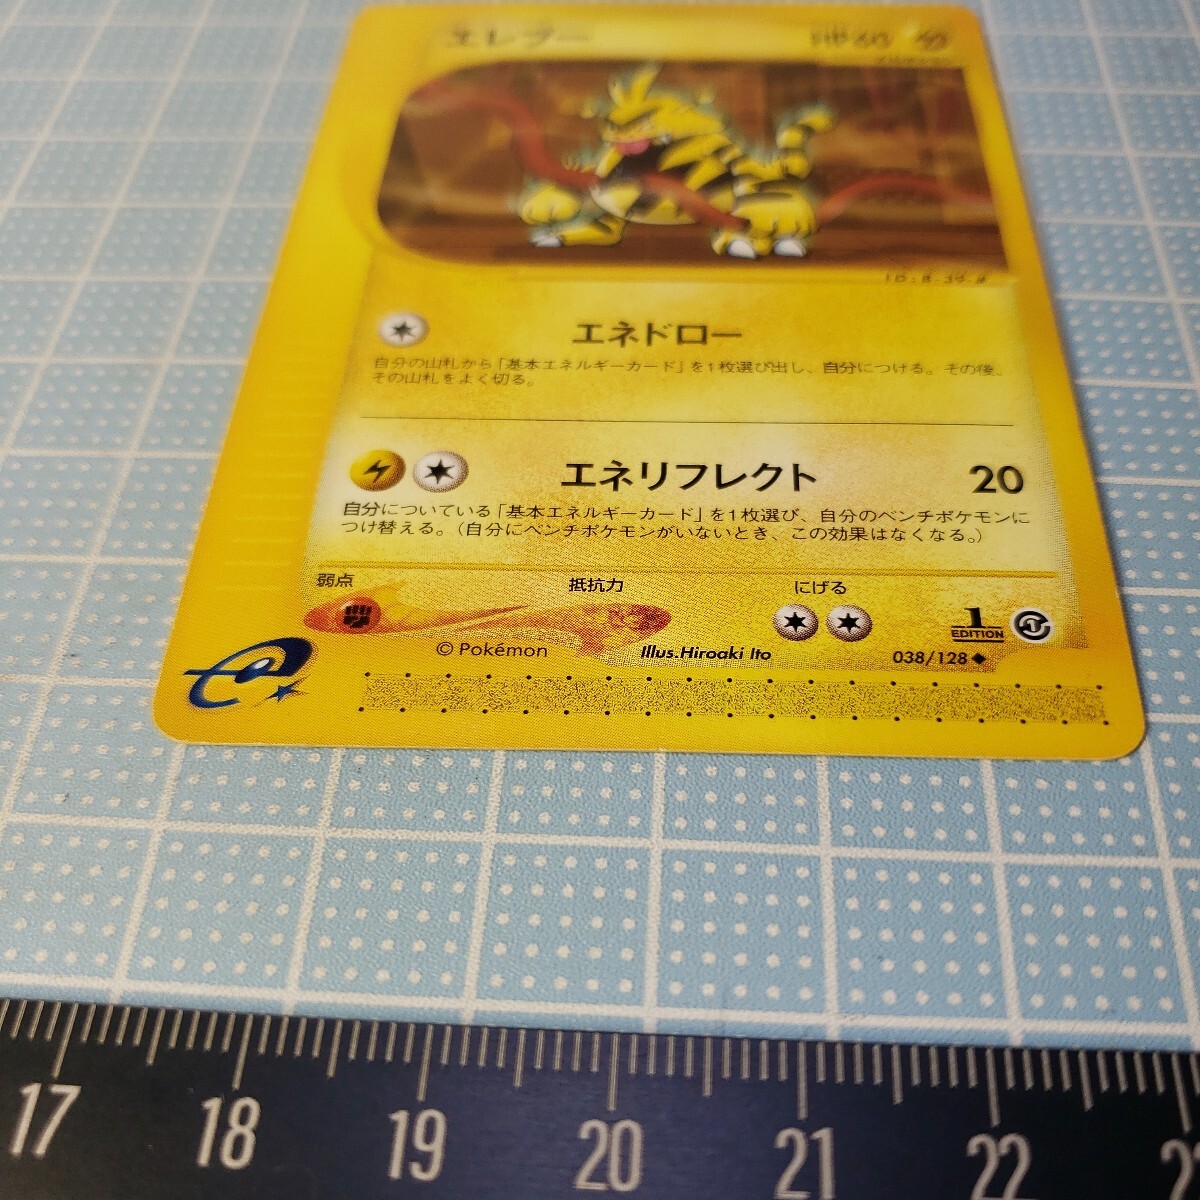 エレブー HP60
ID:B-39-#
エネドロー
自分の山札から「基本エネルギーカード」を1枚選び出し、自分につける。その後、
その山札をよく切る。
エネリフレクト 20
自分についている「基本エネルギーカード」を1枚選び、自分のベンチポケモンに
つけ替える。(自分にベンチポケモンがいないとき、この効果はなくなる。)
弱点 抵抗力 にげる
1
EDITION
© Pokémon Illus.Hiroaki Ito 038/128◆
17 18 19 20 21 22